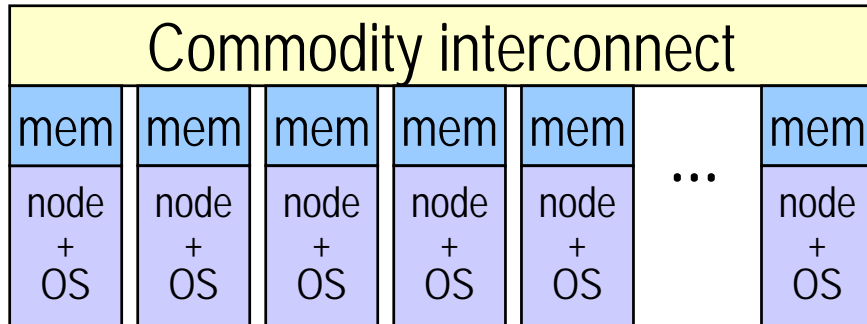 Commodity interconnect
mem mem mem mem mem ... mem
node node node node node node
+ + + + + +
OS OS OS OS OS OS